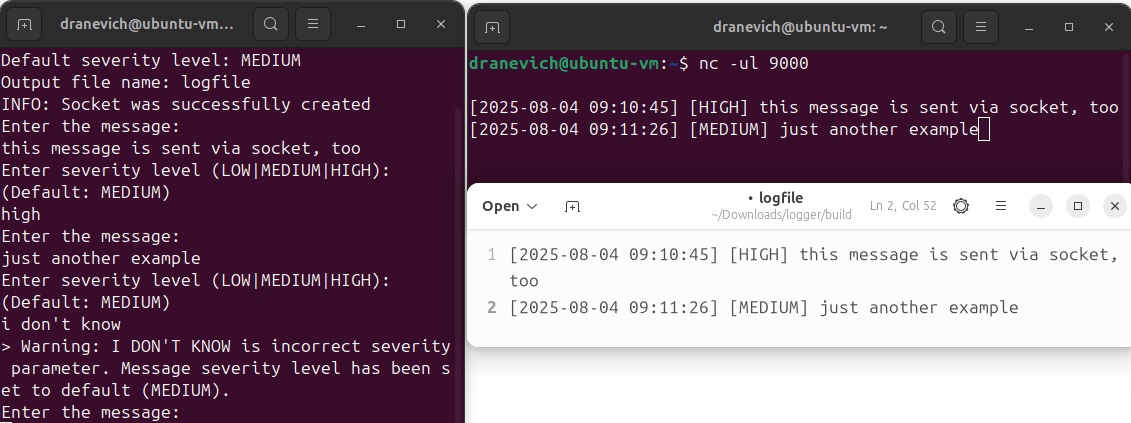 dranevich@ubuntu-vm...
Default severity level: MEDIUM
Output file name: logfile
INFO: Socket was successfully created
Enter the message:
this message is sent via socket, too
Enter severity level (LOW|MEDIUM|HIGH):
(Default: MEDIUM)
high
Enter the message:
just another example
Enter severity level (LOW|MEDIUM|HIGH):
(Default: MEDIUM)
i don't know
> Warning: I DON'T KNOW is incorrect severity
 parameter. Message severity level has been s
et to default (MEDIUM).
Enter the message:
dranevich@ubuntu-vm: ~
dranevich@ubuntu-vm:~$ nc -ul 9000
[2025-08-04 09:10:45] [HIGH] this message is sent via socket, too
[2025-08-04 09:11:26] [MEDIUM] just another example
Open
• logfile
~/Downloads/logger/build
Ln 2, Col 52
1 [2025-08-04 09:10:45] [HIGH] this message is sent via socket,
too
2 [2025-08-04 09:11:26] [MEDIUM] just another example